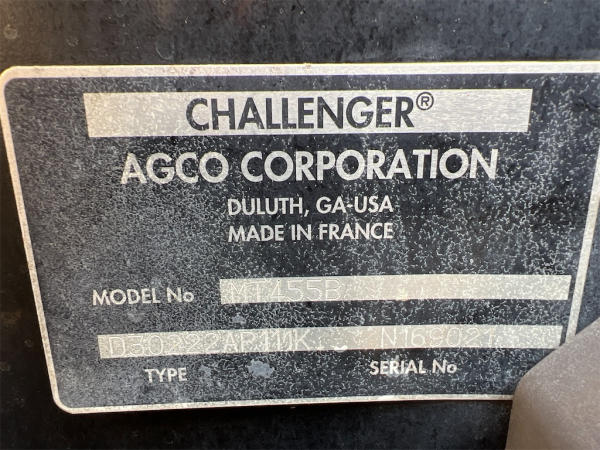 CHALLENGER®
AGCO CORPORATION
DULUTH, GA-USA
MADE IN FRANCE
MODEL No MT455B
TYPE
SERIAL No